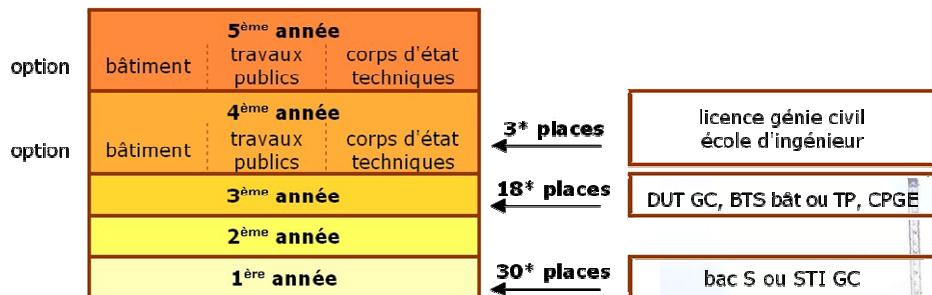 5ème année
option
bâtiment
travaux publics
corps d'état techniques
4ème année
option
bâtiment
travaux publics
corps d'état techniques
3* places
licence génie civil
école d'ingénieur
3ème année
18* places
DUT GC, BTS bât ou TP, CPGE
2ème année
1ère année
30* places
bac S ou STI GC